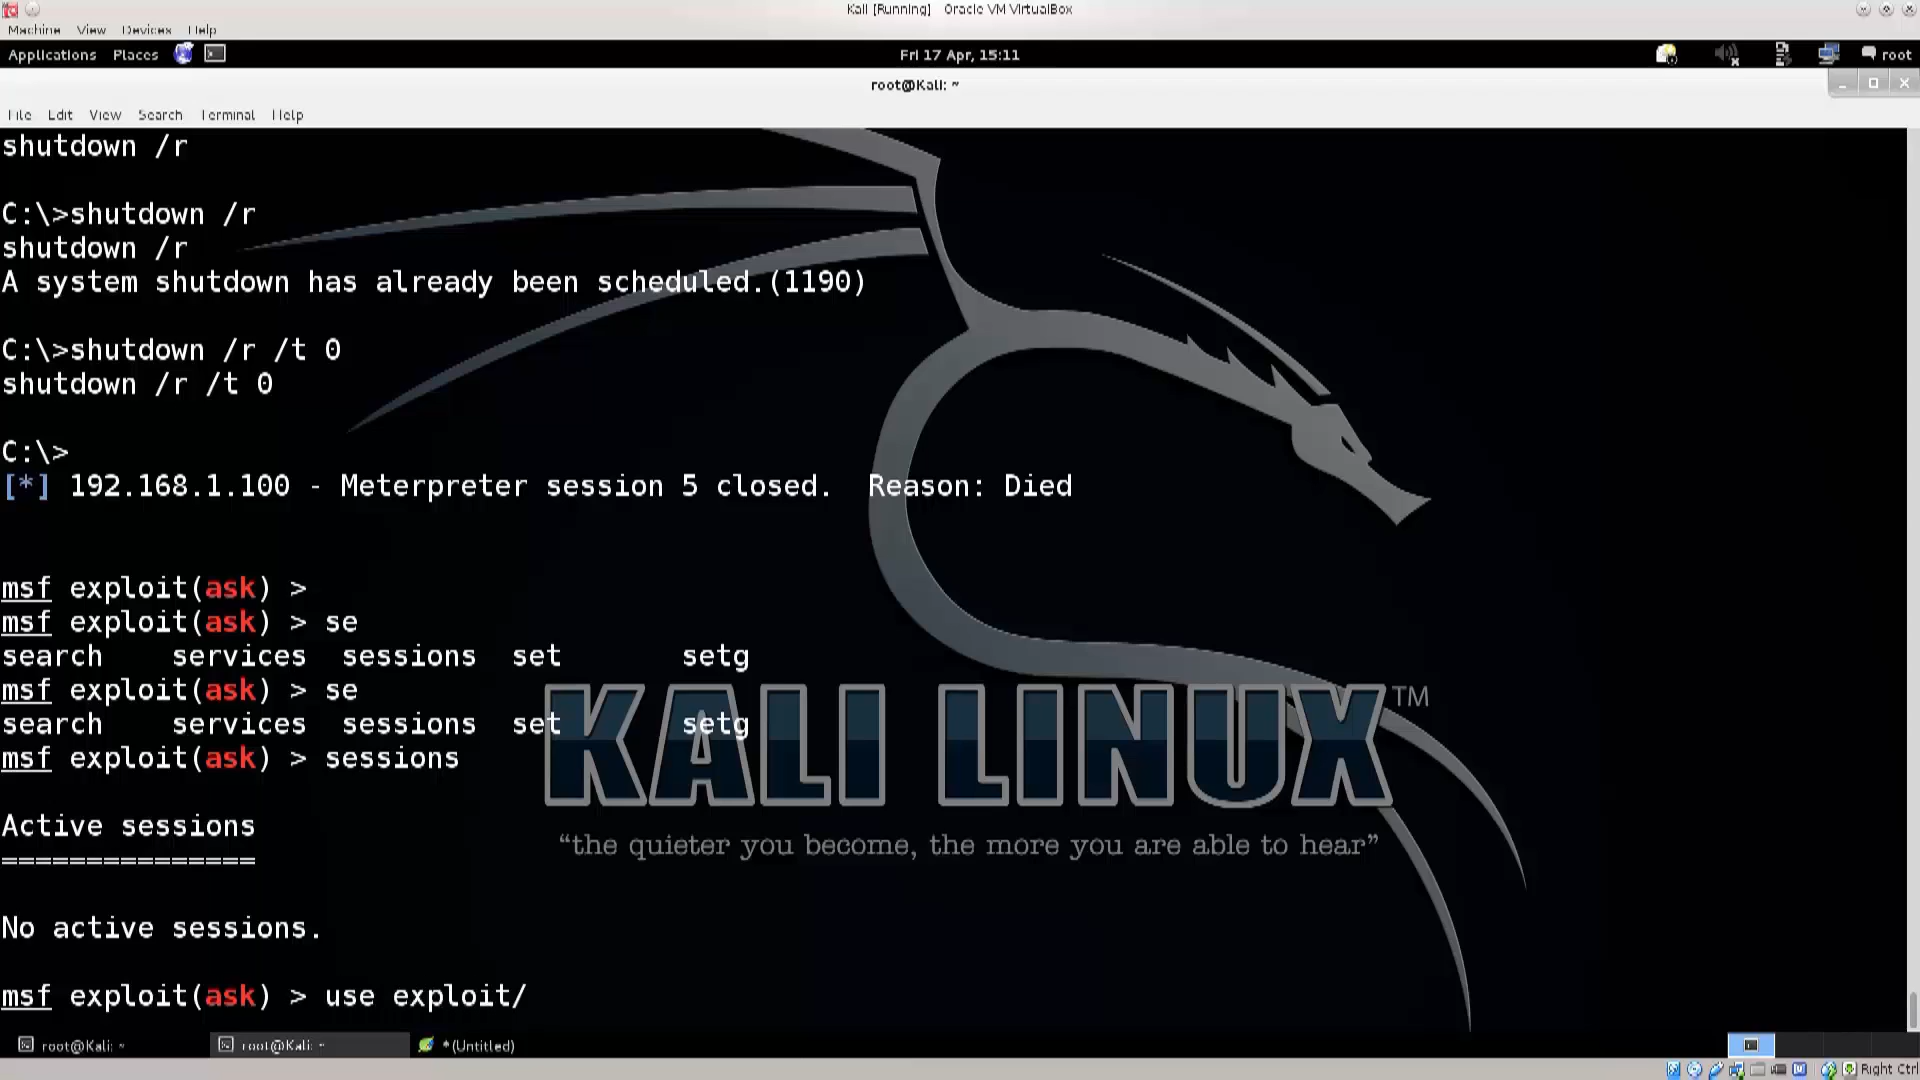 Kali [Running] - Oracle VM VirtualBox
Machine View Devices Help
Applications Places
Fri 17 Apr, 15:11
root
root@Kali: ~
File Edit View Search Terminal Help
shutdown /r
C:\>shutdown /r
shutdown /r
A system shutdown has already been scheduled.(1190)
C:\>shutdown /r /t 0
shutdown /r /t 0
C:\>
[*] 192.168.1.100 - Meterpreter session 5 closed.  Reason: Died
msf exploit(ask) >
msf exploit(ask) > se
search    services  sessions  set       setg
msf exploit(ask) > se
search    services  sessions  set       setg
msf exploit(ask) > sessions
KALI LINUX™
Active sessions
===============
“the quieter you become, the more you are able to hear”
No active sessions.
msf exploit(ask) > use exploit/
root@Kali: ~
root@Kali: ~
*(Untitled)
Right Ctrl